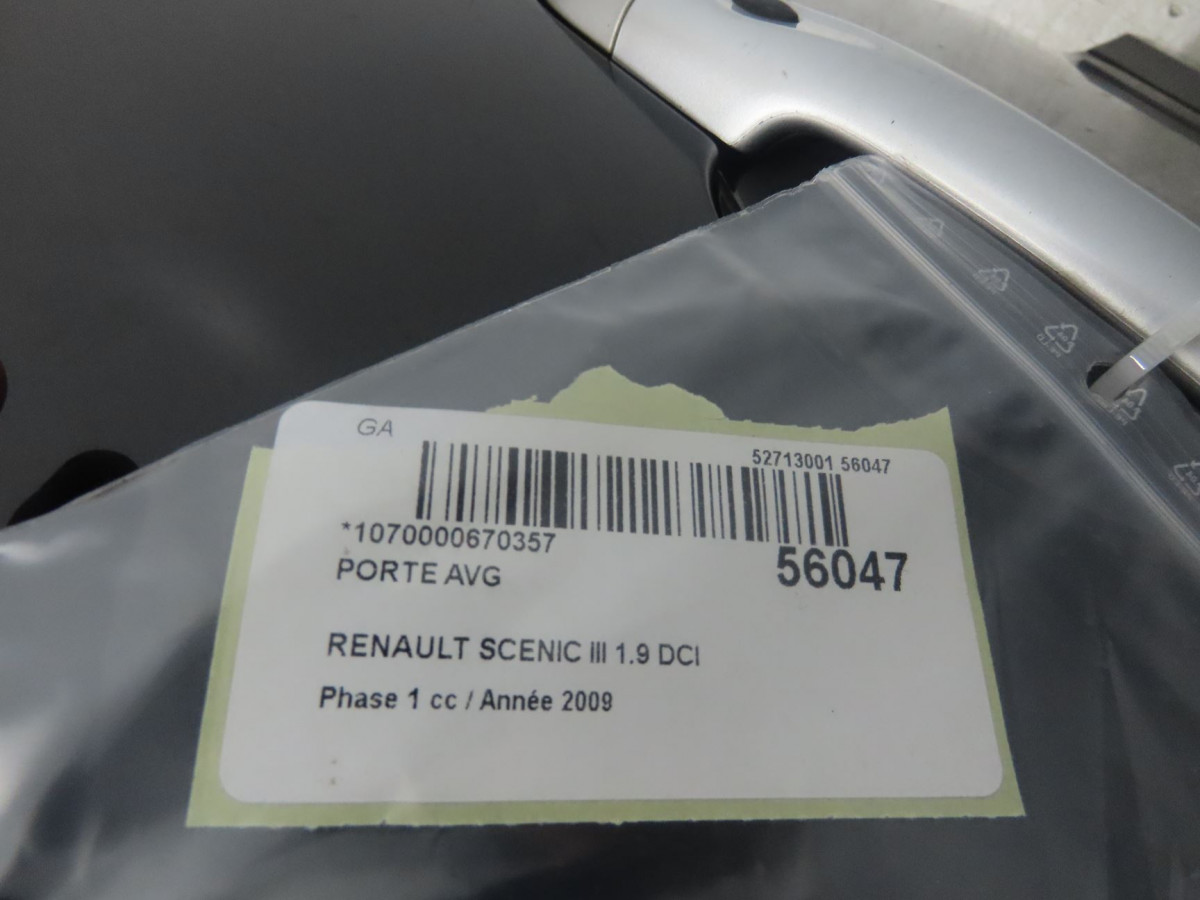 GA
52713001 56047
*1070000670357
56047
PORTE AVG
RENAULT SCENIC III 1.9 DCI
Phase 1 cc / Année 2009